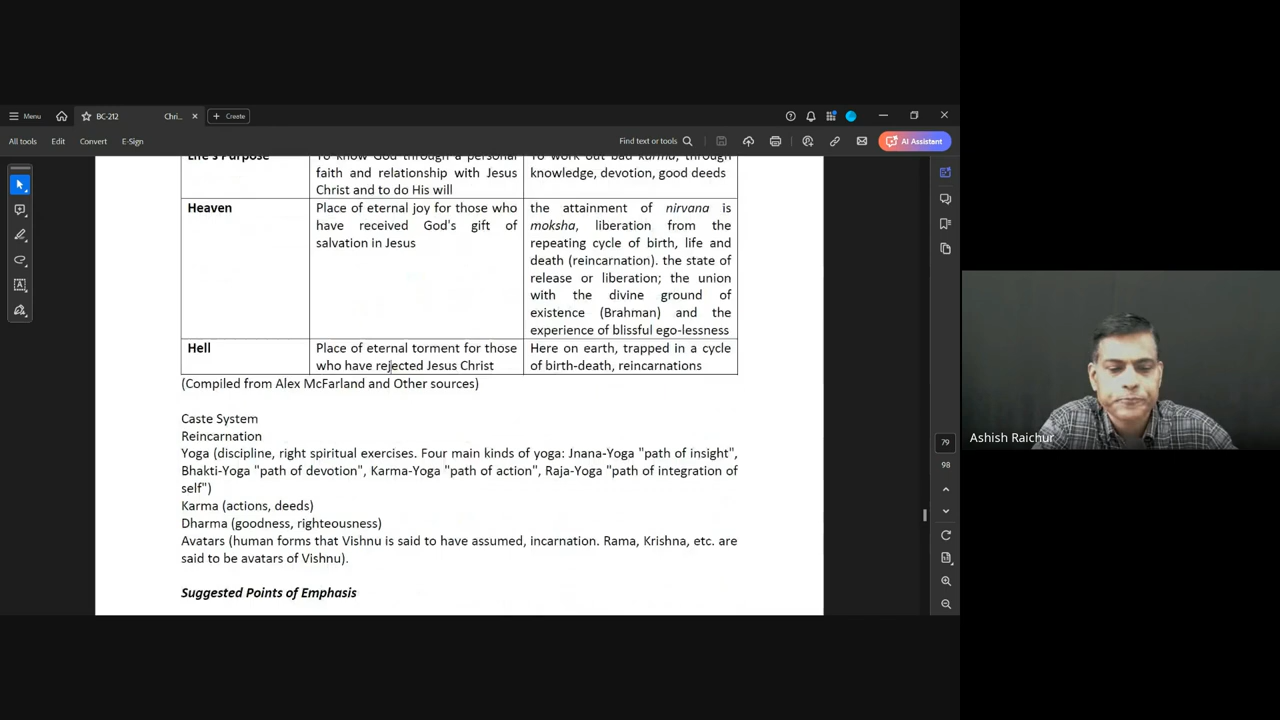 Menu
BC-212 Chri...
Create
All tools
Edit
Convert
E-Sign
Find text or tools
AI Assistant
Life's Purpose
To know God through a personal
faith and relationship with Jesus
Christ and to do His will
To work out bad karma, through
knowledge, devotion, good deeds
Heaven
Place of eternal joy for those who
have received God's gift of
salvation in Jesus
the attainment of nirvana is
moksha, liberation from the
repeating cycle of birth, life and
death (reincarnation). the state of
release or liberation; the union
with the divine ground of
existence (Brahman) and the
experience of blissful ego-lessness
Hell
Place of eternal torment for those
who have rejected Jesus Christ
Here on earth, trapped in a cycle
of birth-death, reincarnations
(Compiled from Alex McFarland and Other sources)
Caste System
Reincarnation
Yoga (discipline, right spiritual exercises. Four main kinds of yoga: Jnana-Yoga "path of insight",
Bhakti-Yoga "path of devotion", Karma-Yoga "path of action", Raja-Yoga "path of integration of
self")
Karma (actions, deeds)
Dharma (goodness, righteousness)
Avatars (human forms that Vishnu is said to have assumed, incarnation. Rama, Krishna, etc. are
said to be avatars of Vishnu).
Suggested Points of Emphasis
79
98
Ashish Raichur